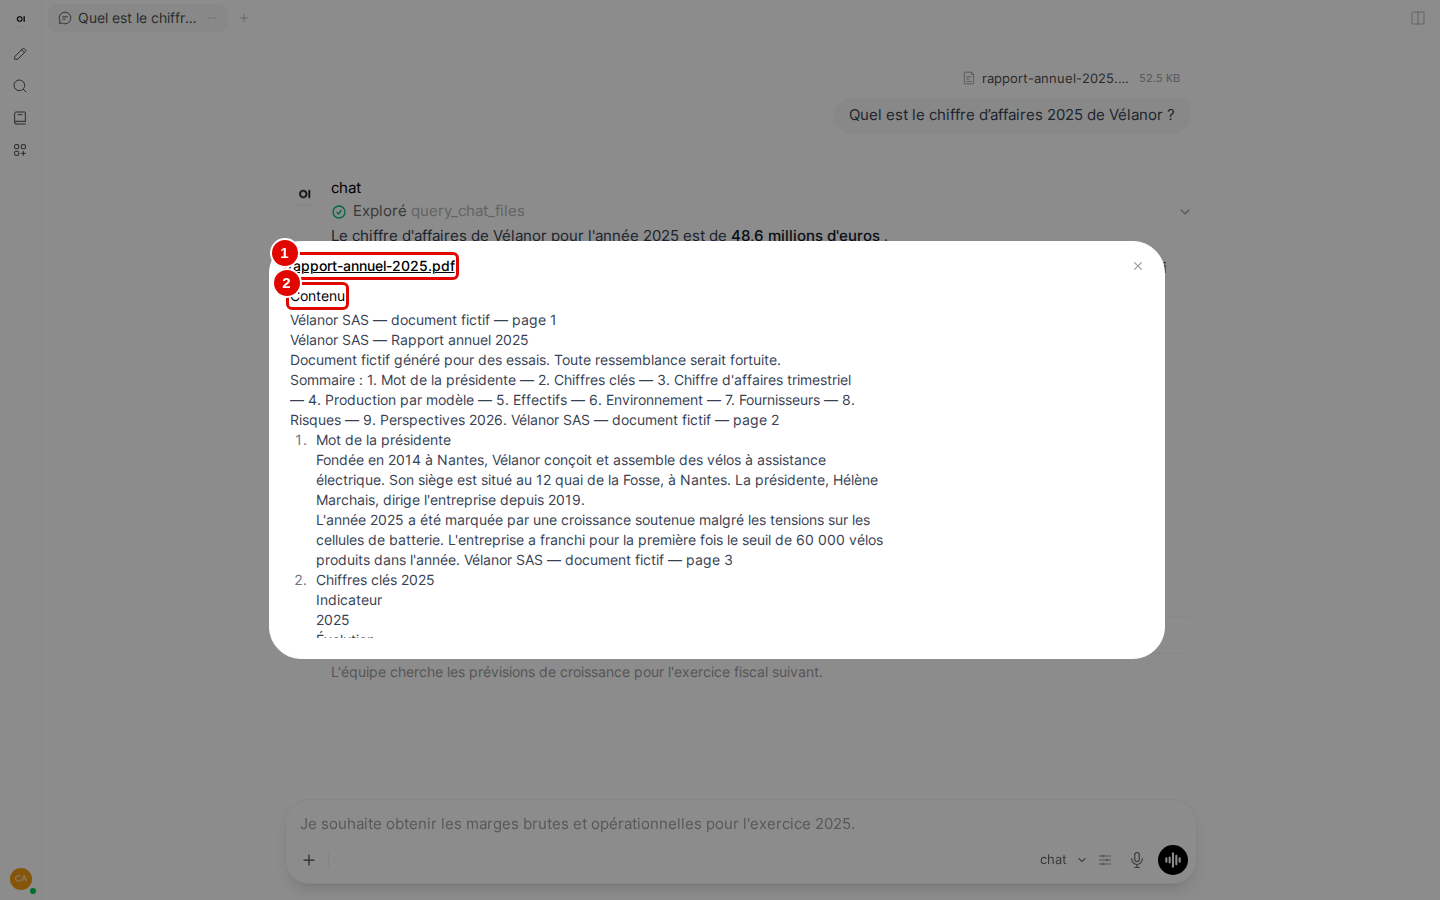 OI
Quel est le chiffr...
rapport-annuel-2025....
52.5 KB
Quel est le chiffre d'affaires 2025 de Vélanor ?
OI
chat
Exploré query_chat_files
Le chiffre d'affaires de Vélanor pour l'année 2025 est de 48,6 millions d'euros .
1
apport-annuel-2025.pdf
2
Contenu
Vélanor SAS — document fictif — page 1
Vélanor SAS — Rapport annuel 2025
Document fictif généré pour des essais. Toute ressemblance serait fortuite.
Sommaire : 1. Mot de la présidente — 2. Chiffres clés — 3. Chiffre d'affaires trimestriel
— 4. Production par modèle — 5. Effectifs — 6. Environnement — 7. Fournisseurs — 8.
Risques — 9. Perspectives 2026. Vélanor SAS — document fictif — page 2
1. Mot de la présidente
Fondée en 2014 à Nantes, Vélanor conçoit et assemble des vélos à assistance
électrique. Son siège est situé au 12 quai de la Fosse, à Nantes. La présidente, Hélène
Marchais, dirige l'entreprise depuis 2019.
L'année 2025 a été marquée par une croissance soutenue malgré les tensions sur les
cellules de batterie. L'entreprise a franchi pour la première fois le seuil de 60 000 vélos
produits dans l'année. Vélanor SAS — document fictif — page 3
2. Chiffres clés 2025
Indicateur
2025
L'équipe cherche les prévisions de croissance pour l'exercice fiscal suivant.
Je souhaite obtenir les marges brutes et opérationnelles pour l'exercice 2025.
chat
CA